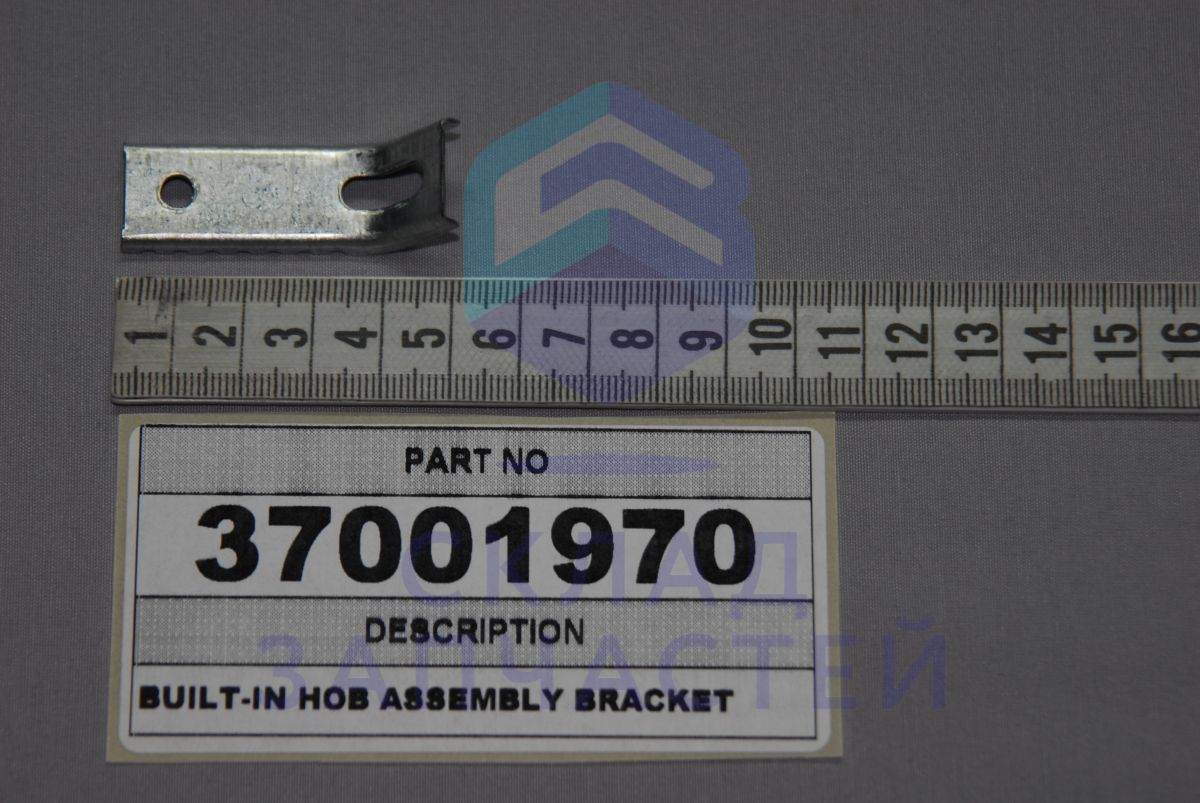 1 2 3 4 5 6 7 8 9 10 11 12 13 14 15 16
PART NO
37001970
СКЛАД
DESCRIPTION
ЗАПЧАСТЕЙ
BUILT-IN HOB ASSEMBLY BRACKET